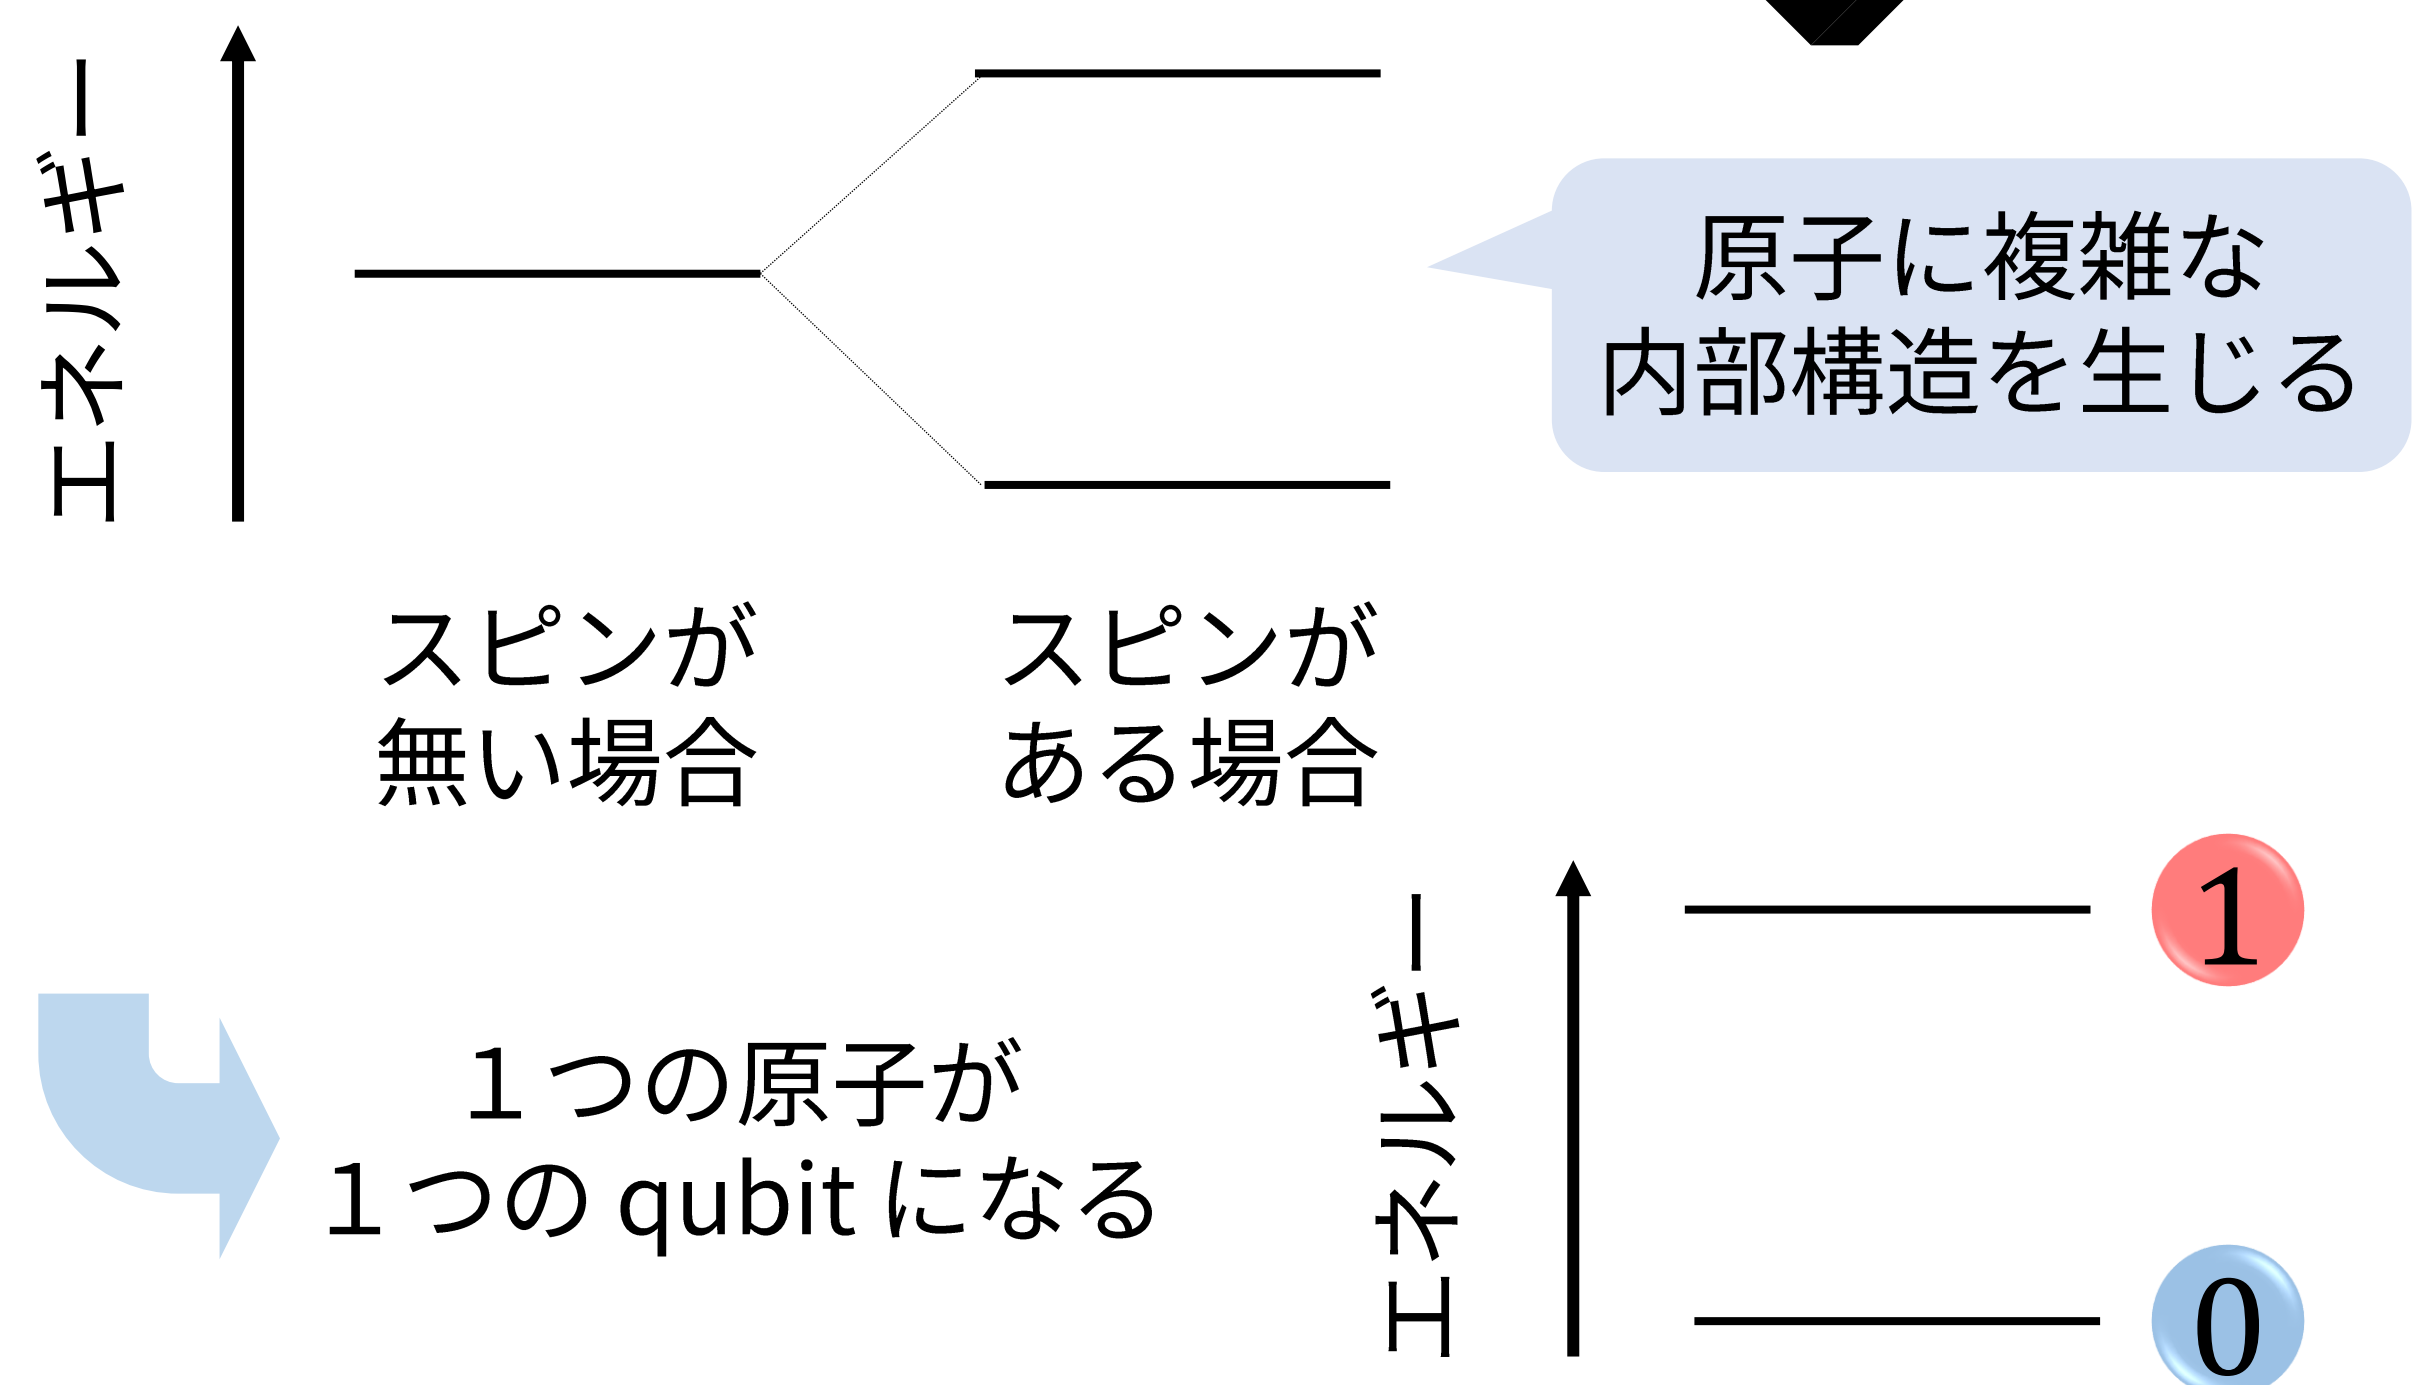 エネルギー
原子に複雑な
内部構造を生じる
スピンが
無い場合
スピンが
ある場合
１つの原子が
１つの qubit になる
エネルギー
1
0